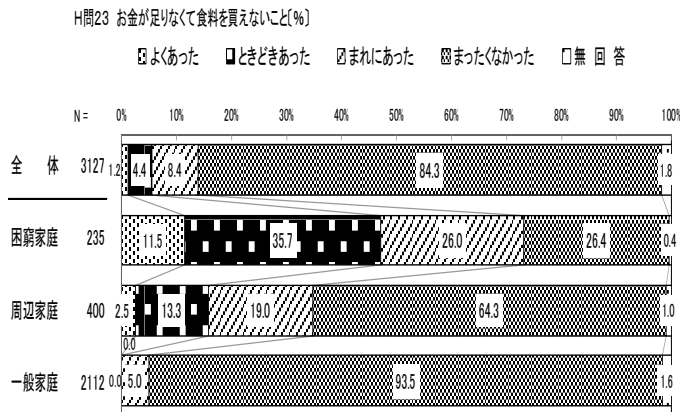 H問23 お金が足りなくて食料を買えないこと[%]
よくあった ときどきあった まれにあった まったくなかった 無 回 答
N= 0% 10% 20% 30% 40% 50% 60% 70% 80% 90% 100%
全 体 3127 1.2 4.4 8.4 84.3 1.8
困窮家庭 235 11.5 35.7 26.0 26.4 0.4
周辺家庭 400 2.5 13.3 19.0 64.3 1.0
0.0
一般家庭 2112 0.0 5.0 93.5 1.6